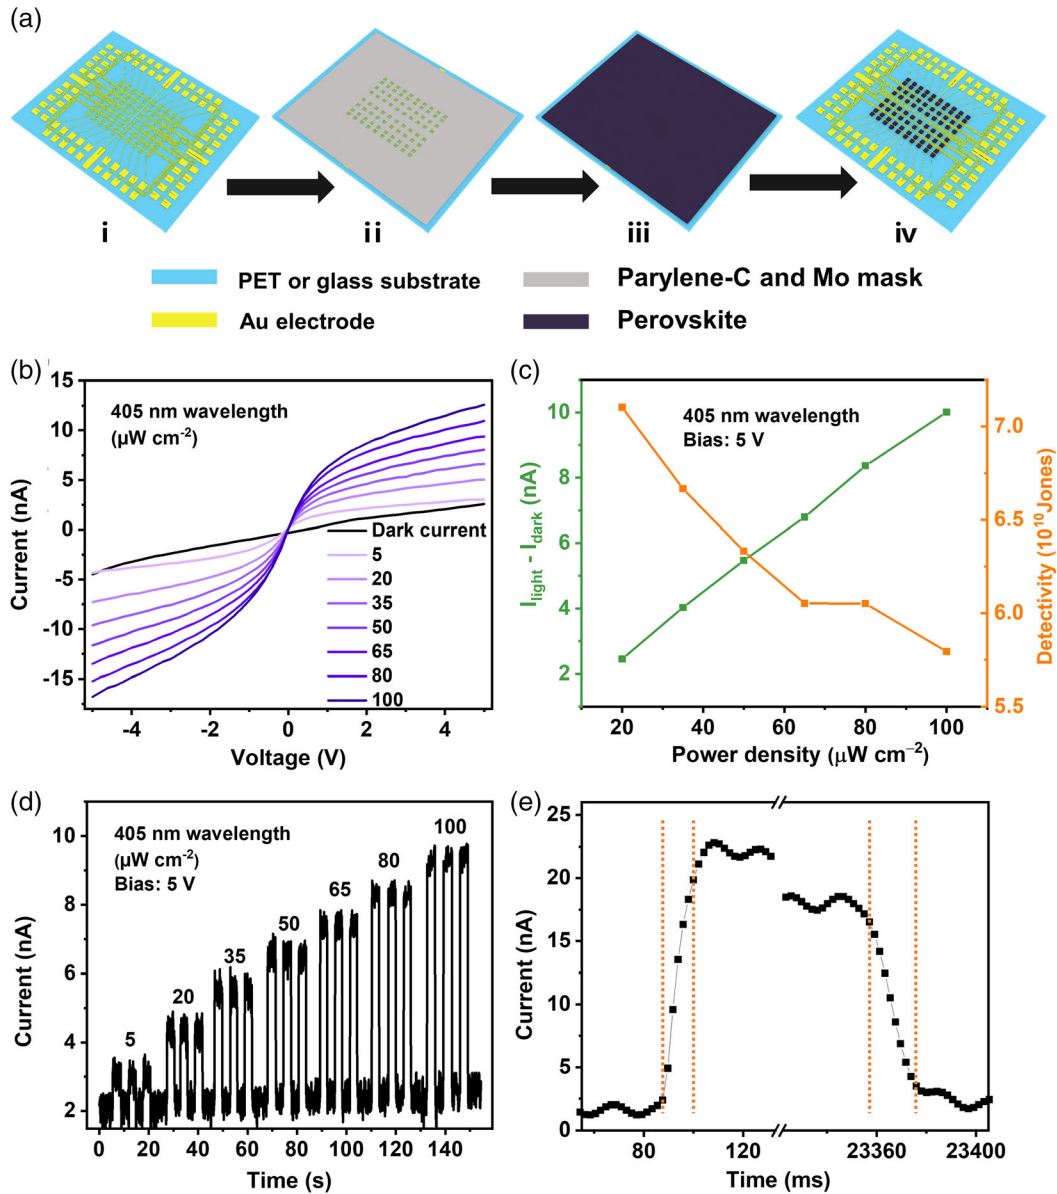 (a)
i
ii
iii
iv
PET or glass substrate
Parylene-C and Mo mask
Au electrode
Perovskite
(b)
15
10
5
0
-5
-10
-15
Current (nA)
405 nm wavelength
(µW cm⁻²)
Dark current
5
20
35
50
65
80
100
-4
-2
0
2
4
Voltage (V)
(c)
10
8
6
4
2
I_light - I_dark (nA)
405 nm wavelength
Bias: 5 V
7.0
6.5
6.0
5.5
Detectivity (10¹⁰Jones)
20
40
60
80
100
Power density (µW cm⁻²)
(d)
10
8
6
4
2
Current (nA)
405 nm wavelength
(µW cm⁻²)
Bias: 5 V
5
20
35
50
65
80
100
0
20
40
60
80
100
120
140
Time (s)
(e)
25
20
15
10
5
0
Current (nA)
80
120
23360
23400
Time (ms)